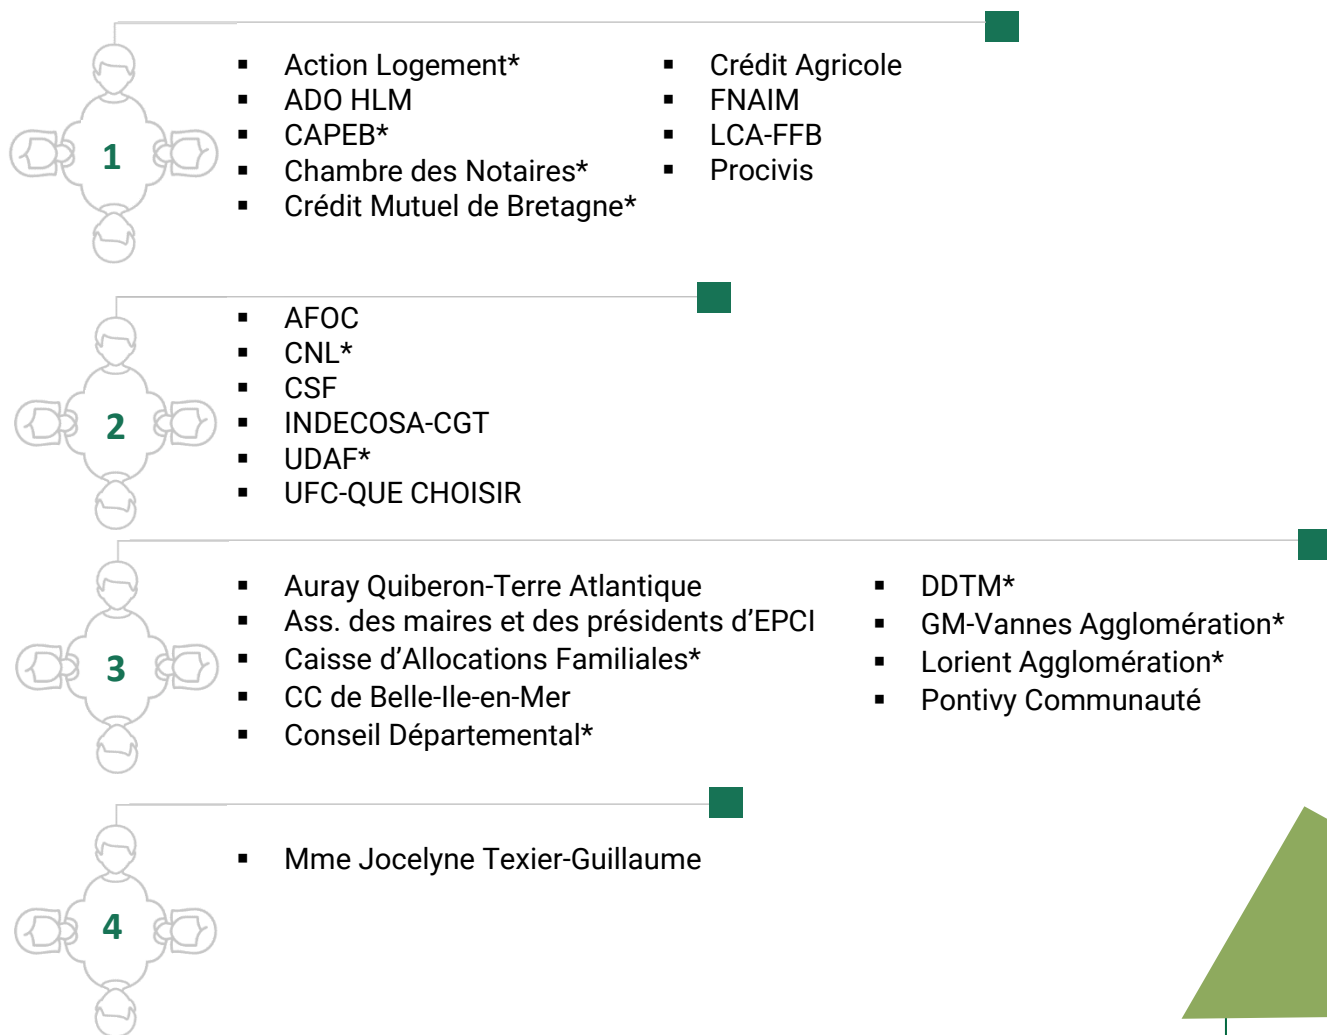 1
Action Logement*
ADO HLM
CAPEB*
Chambre des Notaires*
Crédit Mutuel de Bretagne*
Crédit Agricole
FNAIM
LCA-FFB
Procivis
2
AFOC
CNL*
CSF
INDECOSA-CGT
UDAF*
UFC-QUE CHOISIR
3
Auray Quiberon-Terre Atlantique
Ass. des maires et des présidents d’EPCI
Caisse d’Allocations Familiales*
CC de Belle-Ile-en-Mer
Conseil Départemental*
DDTM*
GM-Vannes Agglomération*
Lorient Agglomération*
Pontivy Communauté
4
Mme Jocelyne Texier-Guillaume